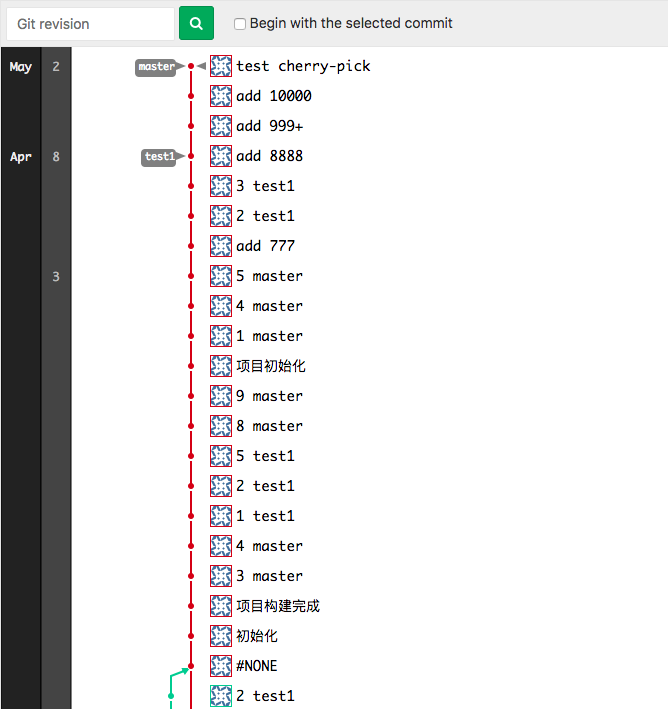 Git revision
Begin with the selected commit
May 2 master test cherry-pick
add 10000
add 999+
Apr 8 test1 add 8888
3 test1
2 test1
add 777
3 5 master
4 master
1 master
项目初始化
9 master
8 master
5 test1
2 test1
1 test1
4 master
3 master
项目构建完成
初始化
#NONE
2 test1